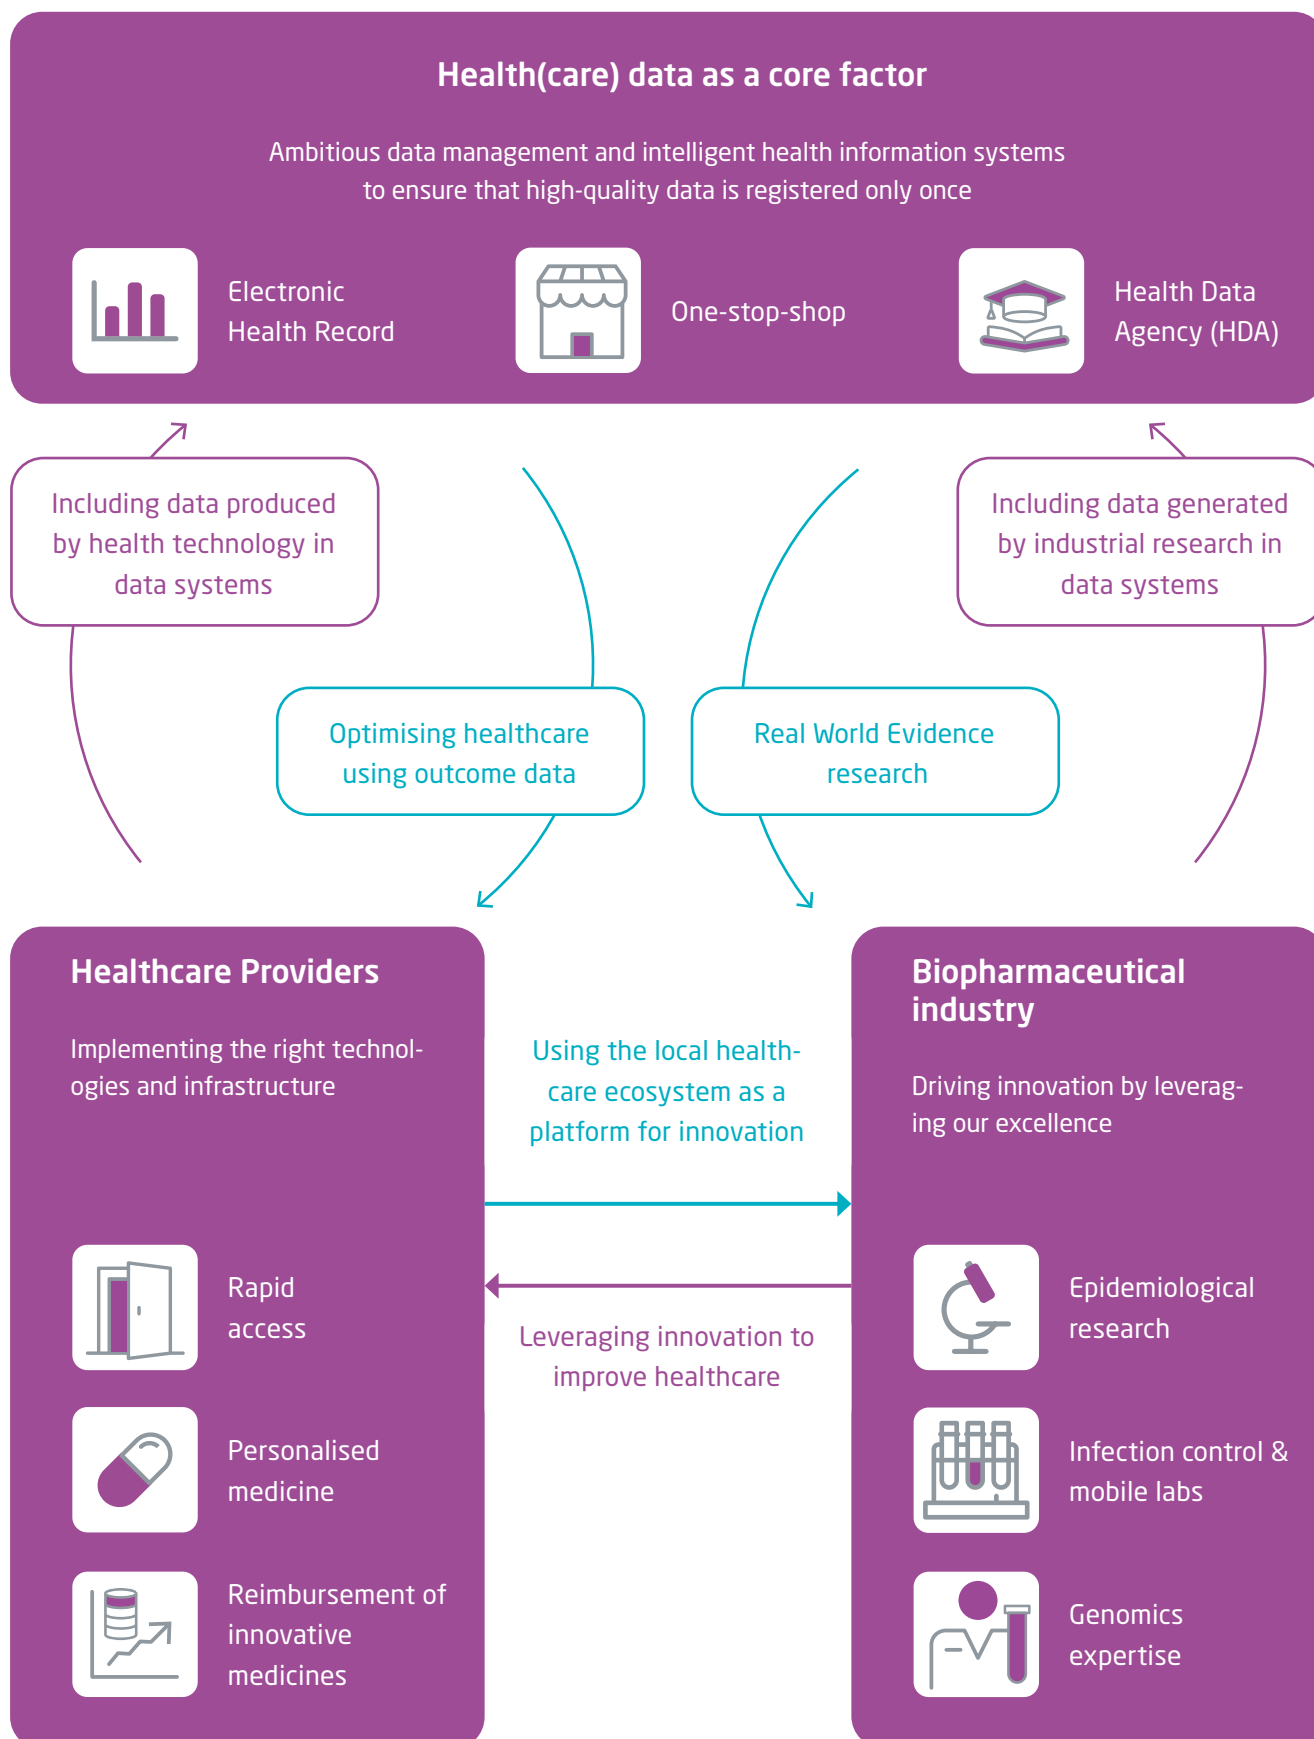 Health(care) data as a core factor
Ambitious data management and intelligent health information systems
to ensure that high-quality data is registered only once
Electronic
Health Record
One-stop-shop
Health Data
Agency (HDA)
Including data produced
by health technology in
data systems
Including data generated
by industrial research in
data systems
Optimising healthcare
using outcome data
Real World Evidence
research
Healthcare Providers
Implementing the right technol-
ogies and infrastructure
Rapid
access
Personalised
medicine
Reimbursement of
innovative
medicines
Using the local health-
care ecosystem as a
platform for innovation
Leveraging innovation to
improve healthcare
Biopharmaceutical
industry
Driving innovation by leverag-
ing our excellence
Epidemiological
research
Infection control &
mobile labs
Genomics
expertise